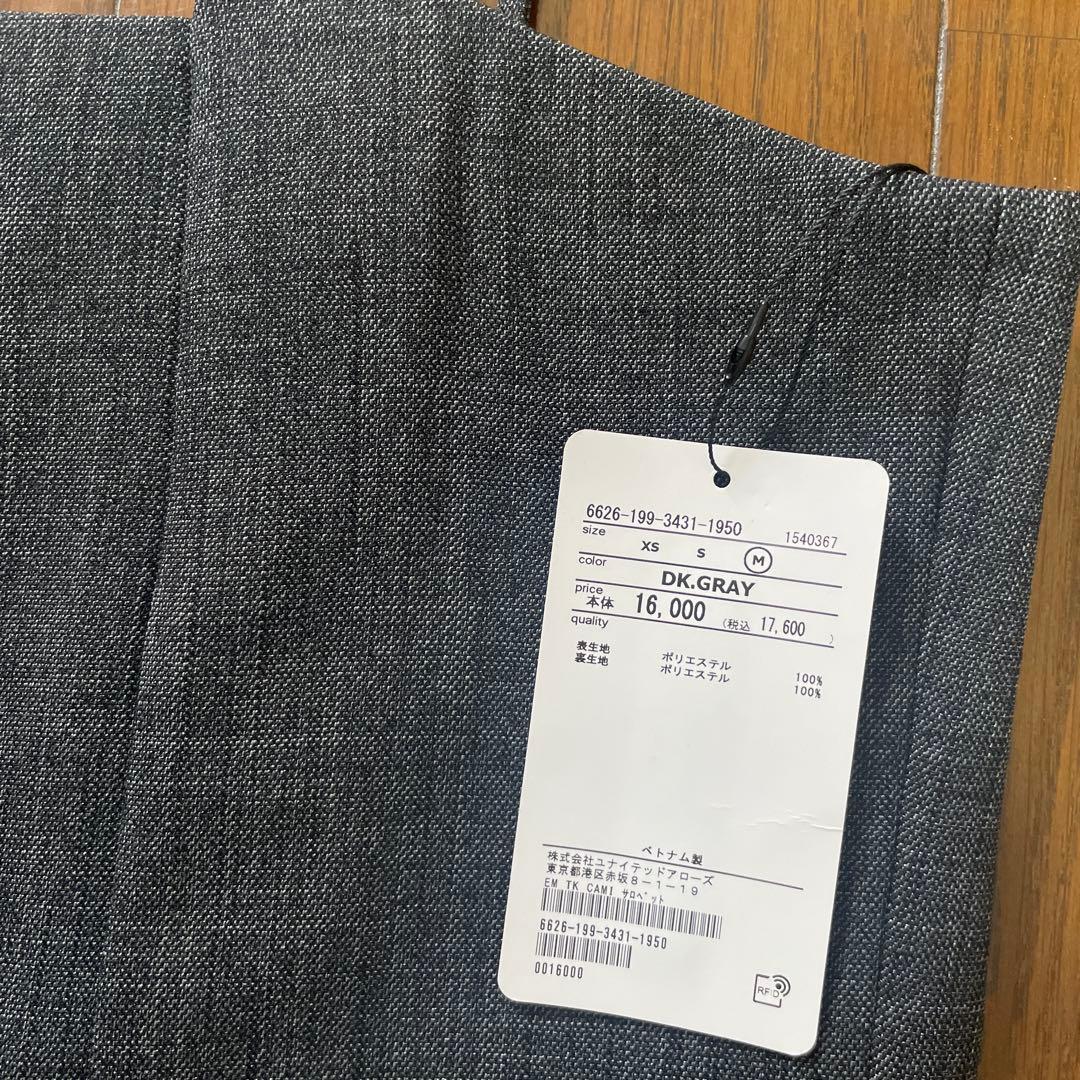 6626-199-3431-1950 1540367
size XS S M
color DK.GRAY
price 本体 16,000 (税込 17,600 )
quality
表生地 ポリエステル 100%
裏生地 ポリエステル 100%
ベトナム製
株式会社ユナイテッドアローズ
東京都港区赤坂8-1-19
EM TK CAMI サロペット
6626-199-3431-1950
0016000
RFID